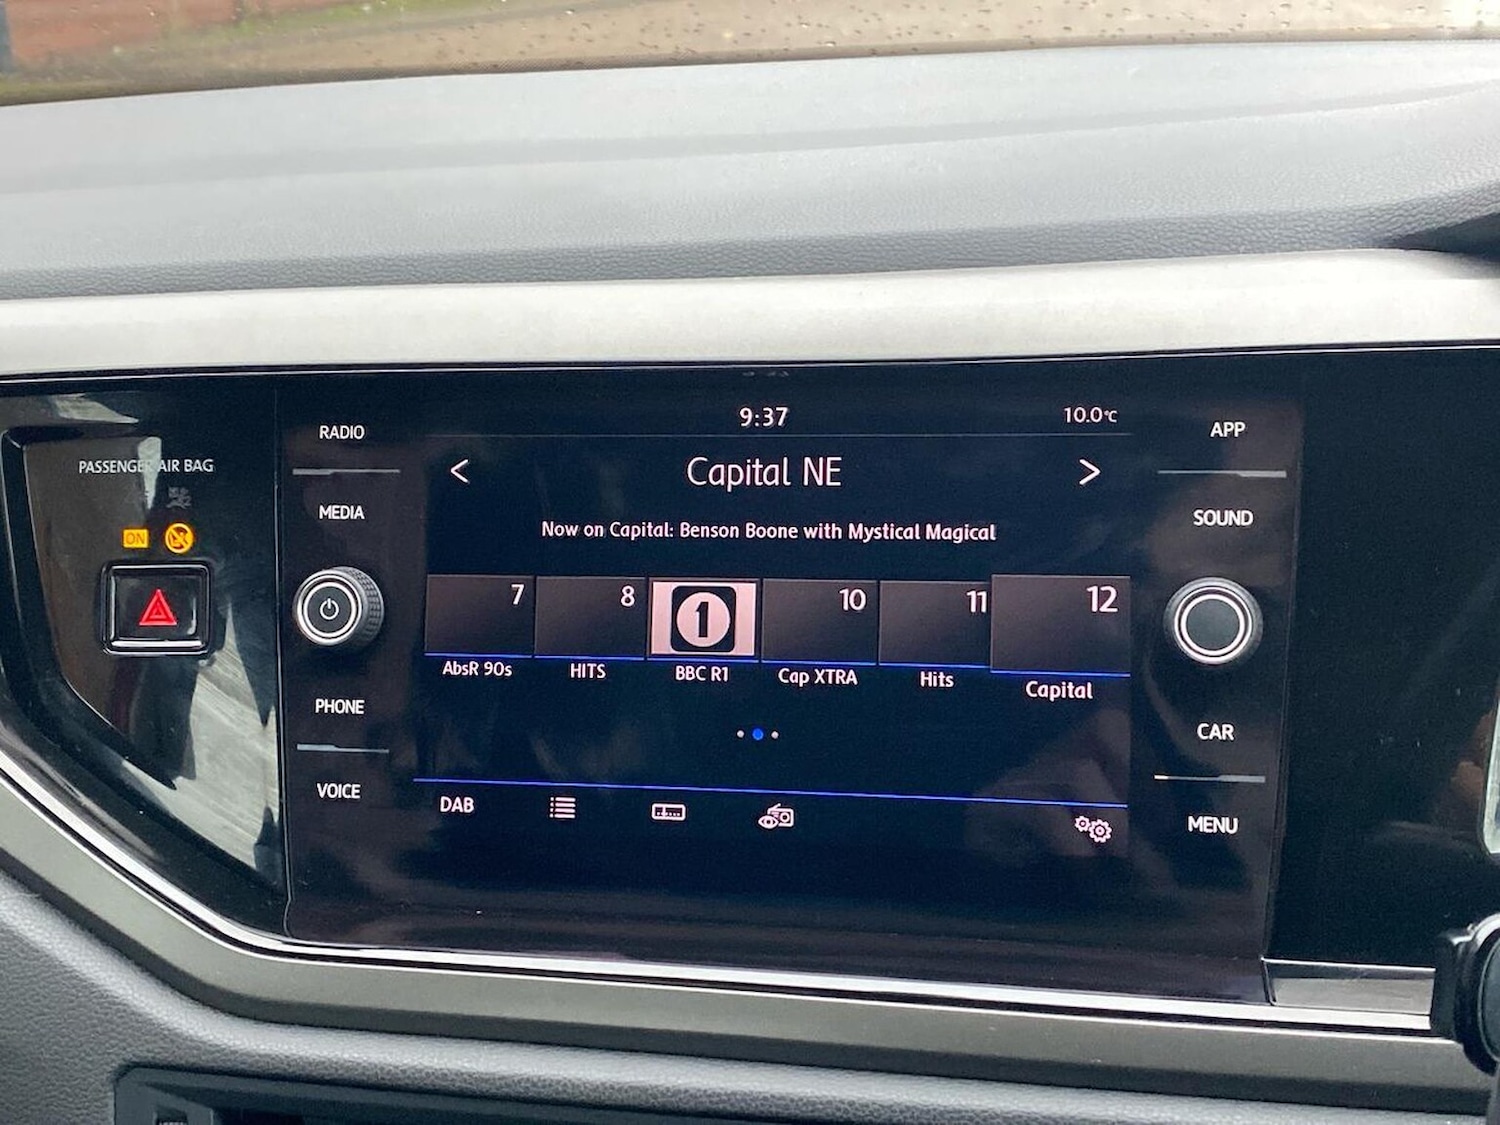 PASSENGER AIR BAG
ON
RADIO
MEDIA
PHONE
VOICE
9:37
10.0°C
< Capital NE >
Now on Capital: Benson Boone with Mystical Magical
7 8 1 10 11 12
AbsR 90s HITS BBC R1 Cap XTRA Hits Capital
DAB
APP
SOUND
CAR
MENU